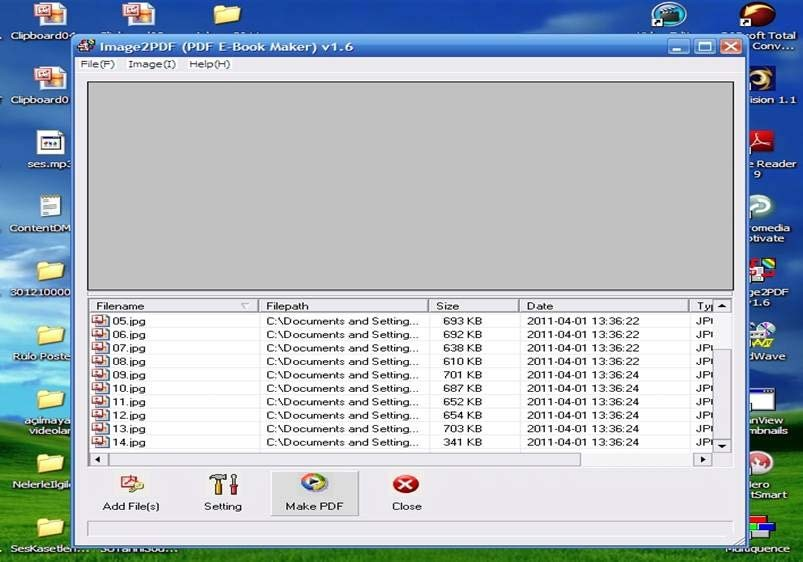 Clipboard04
Image2PDF (PDF E-Book Maker) v1.6
File(F) Image(I) Help(H)
Filename Filepath Size Date Ty
05.jpg C:\Documents and Setting... 693 KB 2011-04-01 13:36:22 JP
06.jpg C:\Documents and Setting... 692 KB 2011-04-01 13:36:22 JP
07.jpg C:\Documents and Setting... 638 KB 2011-04-01 13:36:22 JP
08.jpg C:\Documents and Setting... 610 KB 2011-04-01 13:36:22 JP
09.jpg C:\Documents and Setting... 701 KB 2011-04-01 13:36:24 JP
10.jpg C:\Documents and Setting... 687 KB 2011-04-01 13:36:24 JP
11.jpg C:\Documents and Setting... 652 KB 2011-04-01 13:36:24 JP
12.jpg C:\Documents and Setting... 654 KB 2011-04-01 13:36:24 JP
13.jpg C:\Documents and Setting... 703 KB 2011-04-01 13:36:24 JP
14.jpg C:\Documents and Setting... 341 KB 2011-04-01 13:36:24 JP
Add File(s) Setting Make PDF Close
Clipboard0
ses.mp3
ContentDM
301210000
Rulo Poste
açılmaya
videolar
NelerleIlgil
SesKasetlen...
Total
Conv...
ision 1.1
e Reader
9
romedia
ptivate
ge2PDF
1.6
dWave
anView
mbnails
ero
tSmart
Multiquence